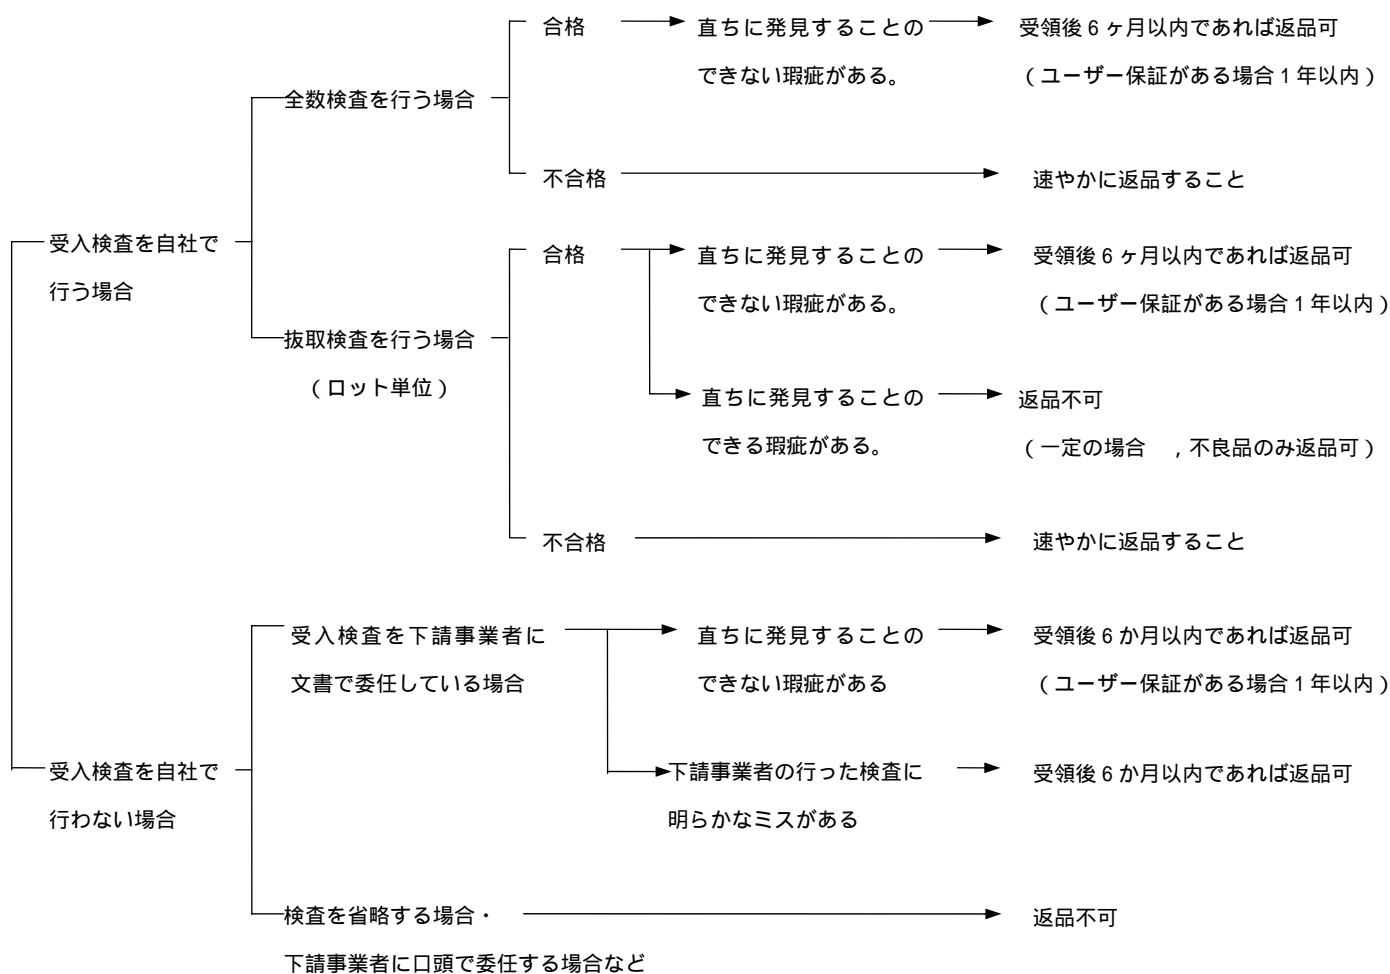 合格
直ちに発見することの
受領後6ヶ月以内であれば返品可
できない瑕疵がある。
(ユーザー保証がある場合1年以内)
全数検査を行う場合
不合格
速やかに返品すること
受入検査を自社で
行う場合
合格
直ちに発見することの
受領後6ヶ月以内であれば返品可
できない瑕疵がある。
(ユーザー保証がある場合1年以内)
抜取検査を行う場合
(ロット単位)
直ちに発見することの
返品不可
できる瑕疵がある。
(一定の場合 ,不良品のみ返品可)
不合格
速やかに返品すること
受入検査を下請事業者に
文書で委任している場合
直ちに発見することの
受領後6か月以内であれば返品可
できない瑕疵がある
(ユーザー保証がある場合1年以内)
受入検査を自社で
行わない場合
下請事業者の行った検査に
受領後6か月以内であれば返品可
明らかなミスがある
検査を省略する場合・
返品不可
下請事業者に口頭で委任する場合など